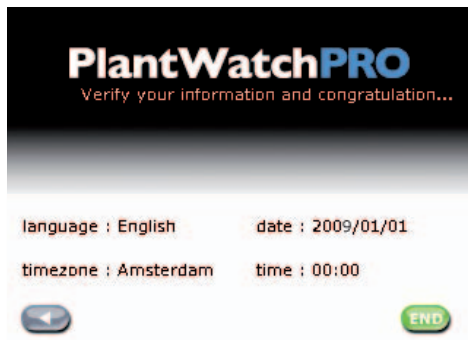 PlantWatchPRO
Verify your information and congratulation...
language : English
date : 2009/01/01
timezone : Amsterdam
time : 00:00
END